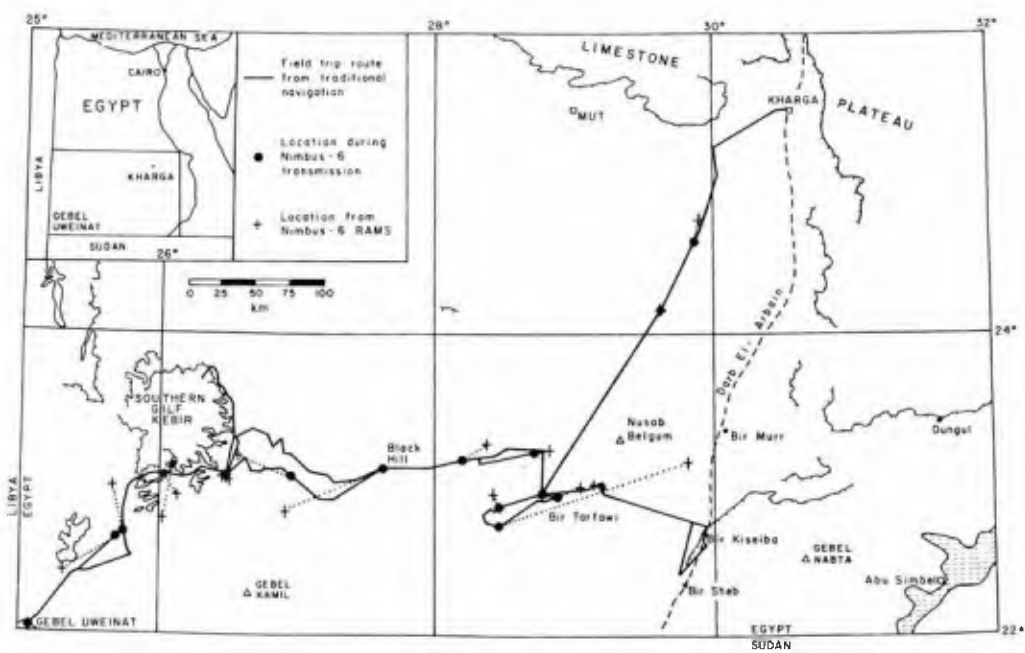 25°
28°
30°
32°
MEDITERRANEAN SEA
CAIRO
EGYPT
LIBYA
KHARGA
GEBEL
UWEINAT
SUDAN
26°
Field trip route
from traditional
navigation
Location during
Nimbus-6
transmission
Location from
Nimbus-6 RAMS
0 25 50 75 100
km
LIMESTONE
PLATEAU
MUT
KHARGA
24°
Darb El-Arbain
SOUTHERN
GILF
KEBIR
Black
Hill
Nusab
Belgum
Bir Murr
Dungul
LIBYA
EGYPT
Bir Tarfawi
Bir Kiseiba
GEBEL
NABTA
GEBEL
KAMIL
Bir Sheb
Abu Simbel
GEBEL UWEINAT
22°
EGYPT
SUDAN